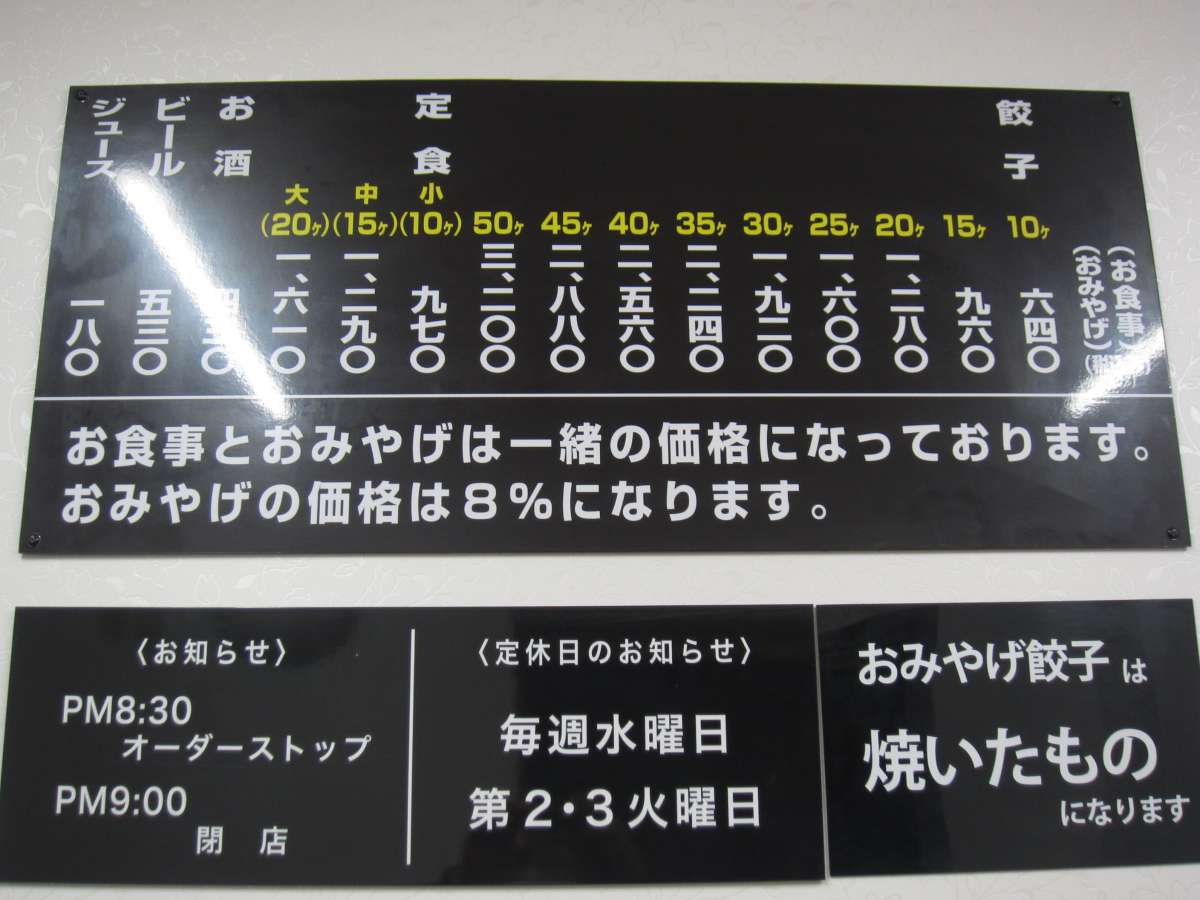 餃子
(お食事)
(おみやげ)
10ヶ 六四〇
15ヶ 九六〇
20ヶ 一、二八〇
25ヶ 一、六〇〇
30ヶ 一、九二〇
35ヶ 二、二四〇
40ヶ 二、五六〇
45ヶ 二、八八〇
50ヶ 三、二〇〇
定食
小(10ヶ) 九七〇
中(15ヶ) 一、二九〇
大(20ヶ) 一、六一〇
お酒
ビール 五三〇
ジュース 一八〇
お食事とおみやげは一緒の価格になっております。
おみやげの価格は8%になります。
〈お知らせ〉
PM8:30
オーダーストップ
PM9:00
閉店
〈定休日のお知らせ〉
毎週水曜日
第2・3火曜日
おみやげ餃子は
焼いたもの
になります